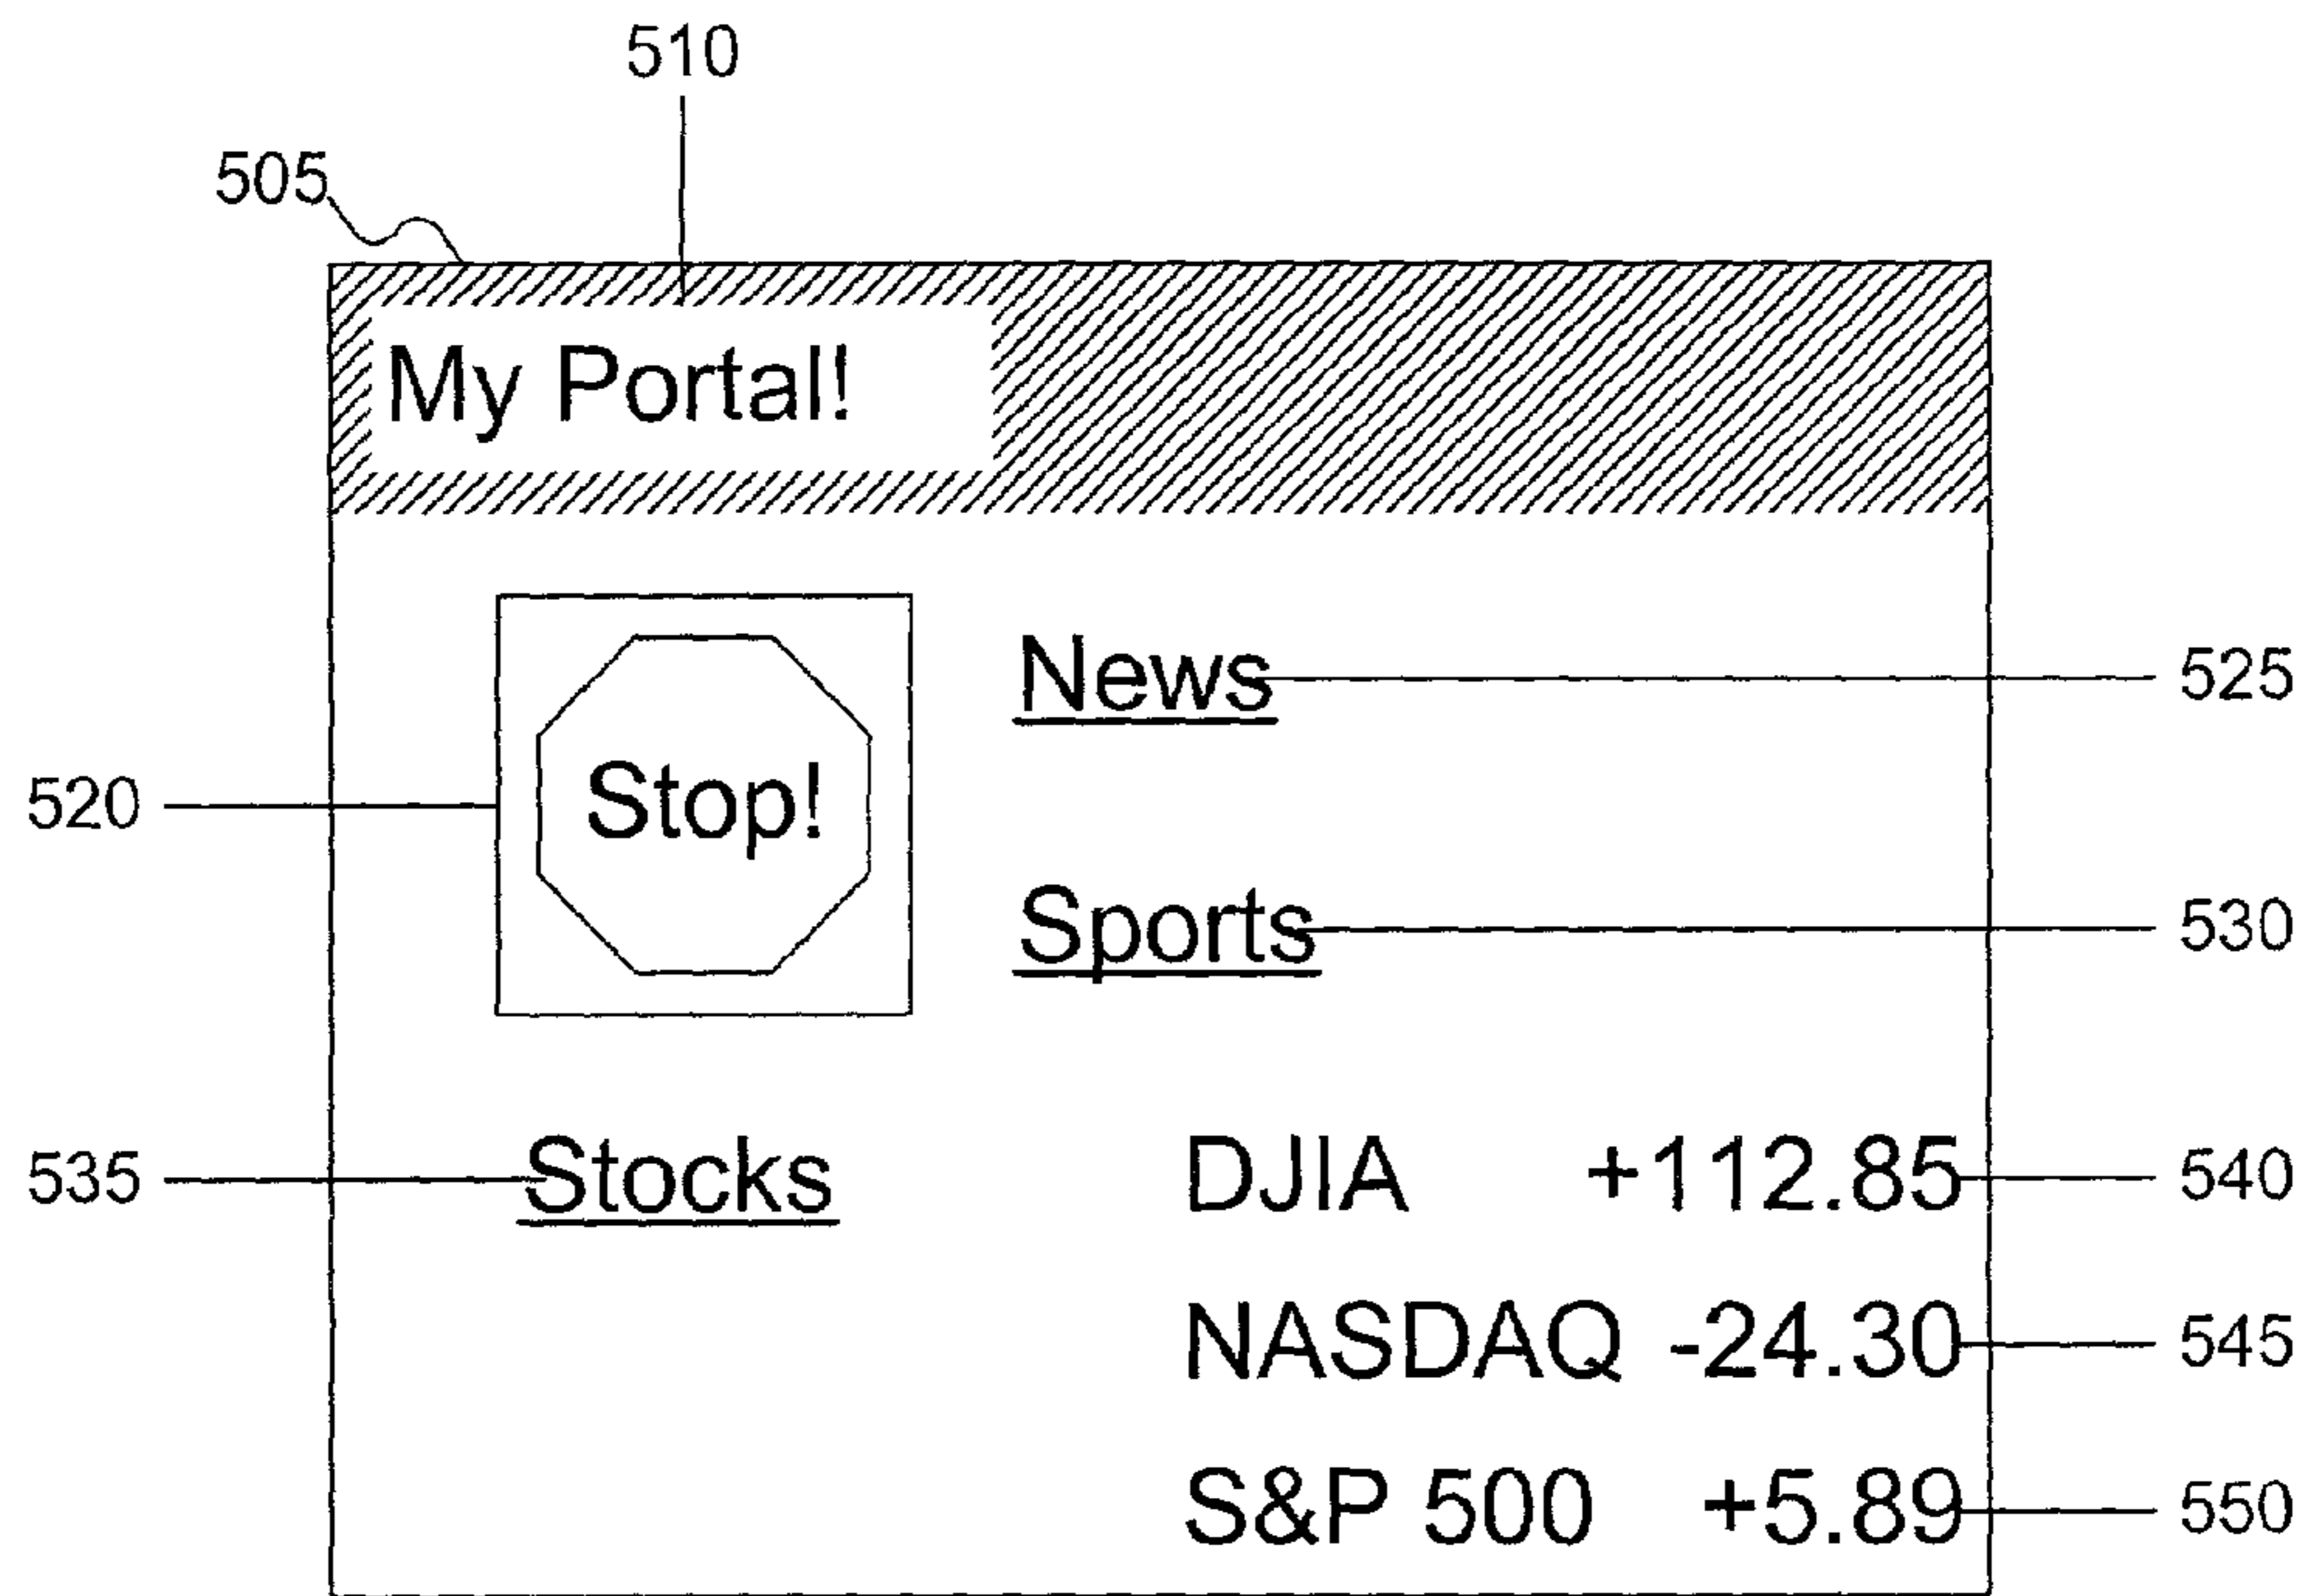 510
505
My Portal!
News 525
520 Stop!
Sports 530
535 Stocks DJIA +112.85 540
NASDAQ -24.30 545
S&P 500 +5.89 550